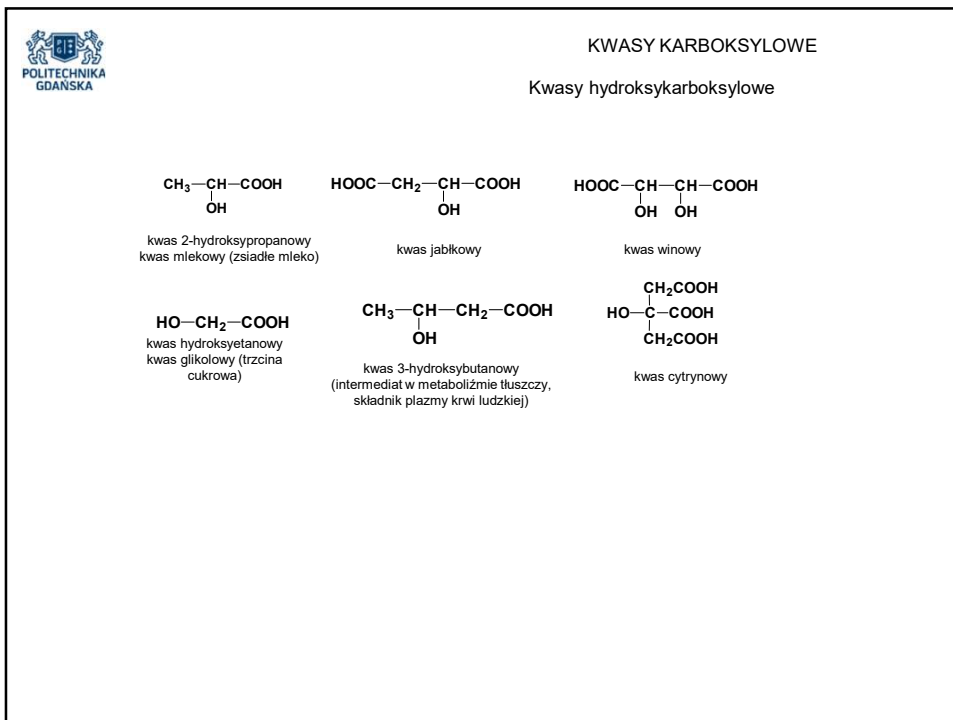 POLITECHNIKA
GDAŃSKA
KWASY KARBOKSYLOWE
Kwasy hydroksykarboksylowe
CH₃—CH—COOH
OH
kwas 2-hydroksypropanowy
kwas mlekowy (zsiadłe mleko)
HOOC—CH₂—CH—COOH
OH
kwas jabłkowy
HOOC—CH—CH—COOH
OH OH
kwas winowy
HO—CH₂—COOH
kwas hydroksyetanowy
kwas glikolowy (trzcina
cukrowa)
CH₃—CH—CH₂—COOH
OH
kwas 3-hydroksybutanowy
(intermediat w metaboliźmie tłuszczy,
składnik plazmy krwi ludzkiej)
CH₂COOH
HO—C—COOH
CH₂COOH
kwas cytrynowy